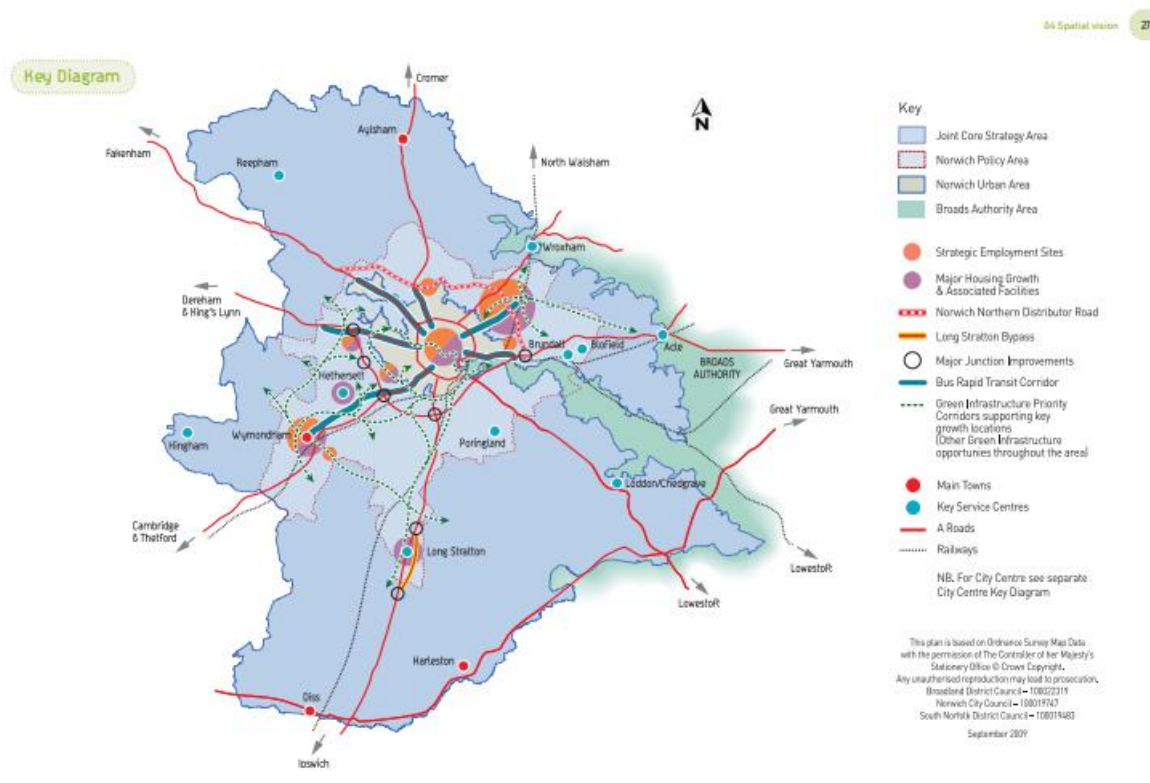 04 Spatial vision
Key Diagram
Cromer
Aylsham
Fakenham
Reepham
North Walsham
Wroxham
Dereham
& King's Lynn
Brundall
Blofield
Acle
BROADS
AUTHORITY
Great Yarmouth
Hethersett
Great Yarmouth
Wymondham
Hingham
Poringland
Loddon/Chedgrave
Cambridge
& Thetford
Long Stratton
Lowestoft
Lowestoft
Harleston
Diss
Ipswich
N
Key
Joint Core Strategy Area
Norwich Policy Area
Norwich Urban Area
Broads Authority Area
Strategic Employment Sites
Major Housing Growth
& Associated Facilities
Norwich Northern Distributor Road
Long Stratton Bypass
Major Junction Improvements
Bus Rapid Transit Corridor
Green Infrastructure Priority
Corridors supporting key
growth locations
(Other Green Infrastructure
opportunies throughout the area)
Main Towns
Key Service Centres
A Roads
Railways
NB. For City Centre see separate
City Centre Key Diagram
This plan is based on Ordnance Survey Map Data
with the permission of The Controller of her Majesty's
Stationery Office © Crown Copyright.
Any unauthorised reproduction may lead to prosecution.
Broadland District Council – 100022319
Norwich City Council – 100019747
South Norfolk District Council – 100019483
September 2009